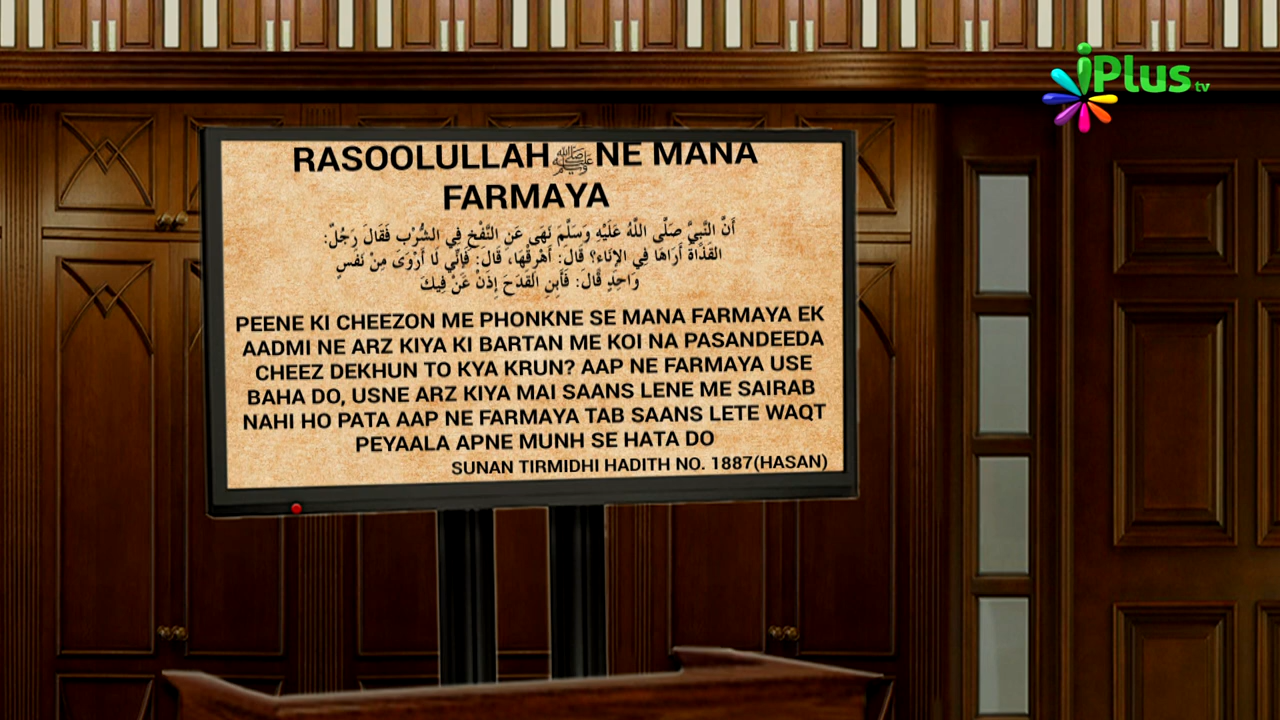 iPlus tv
RASOOLULLAH ﷺ NE MANA
FARMAYA
أَنَّ النَّبِيَّ صَلَّى اللَّهُ عَلَيْهِ وَسَلَّمَ نَهَى عَنِ النَّفْخِ فِي الشُّرْبِ فَقَالَ رَجُلٌ:
القَذَاةُ أَرَاهَا فِي الإِنَاءِ؟ قَالَ: أَهْرِقْهَا، قَالَ: فَإِنِّي لَا أَرْوَى مِنْ نَفَسٍ
وَاحِدٍ قَالَ: فَأَبِنِ القَدَحَ إِذَنْ عَنْ فِيكَ
PEENE KI CHEEZON ME PHONKNE SE MANA FARMAYA EK
AADMI NE ARZ KIYA KI BARTAN ME KOI NA PASANDEEDA
CHEEZ DEKHUN TO KYA KRUN? AAP NE FARMAYA USE
BAHA DO, USNE ARZ KIYA MAI SAANS LENE ME SAIRAB
NAHI HO PATA AAP NE FARMAYA TAB SAANS LETE WAQT
PEYAALA APNE MUNH SE HATA DO
SUNAN TIRMIDHI HADITH NO. 1887(HASAN)